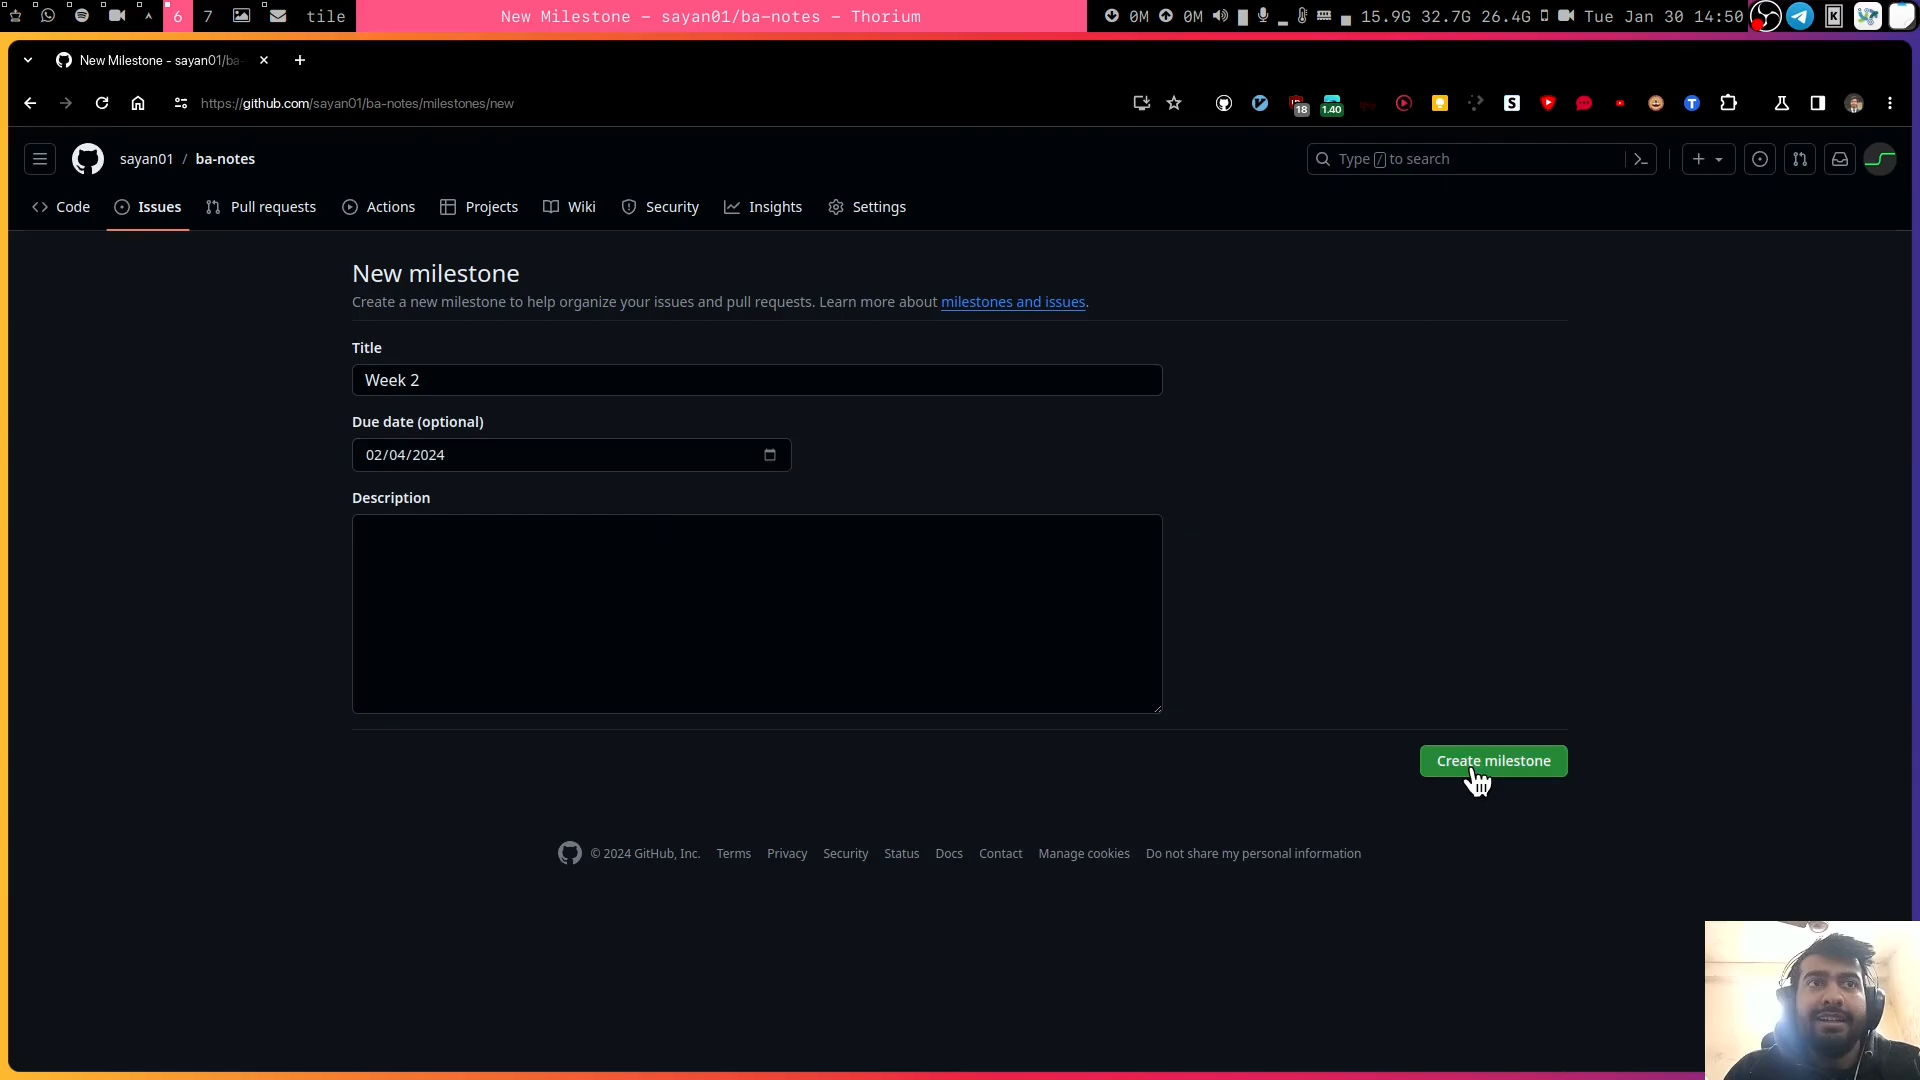 6 7 tile New Milestone – sayan01/ba-notes – Thorium 0M 0M 15.9G 32.7G 26.4G Tue Jan 30 14:50 K
New Milestone - sayan01/ba-
https://github.com/sayan01/ba-notes/milestones/new 18 1.40 S T
sayan01 / ba-notes Type / to search
Code Issues Pull requests Actions Projects Wiki Security Insights Settings
New milestone
Create a new milestone to help organize your issues and pull requests. Learn more about milestones and issues.
Title
Week 2
Due date (optional)
02/04/2024
Description
Create milestone
© 2024 GitHub, Inc. Terms Privacy Security Status Docs Contact Manage cookies Do not share my personal information